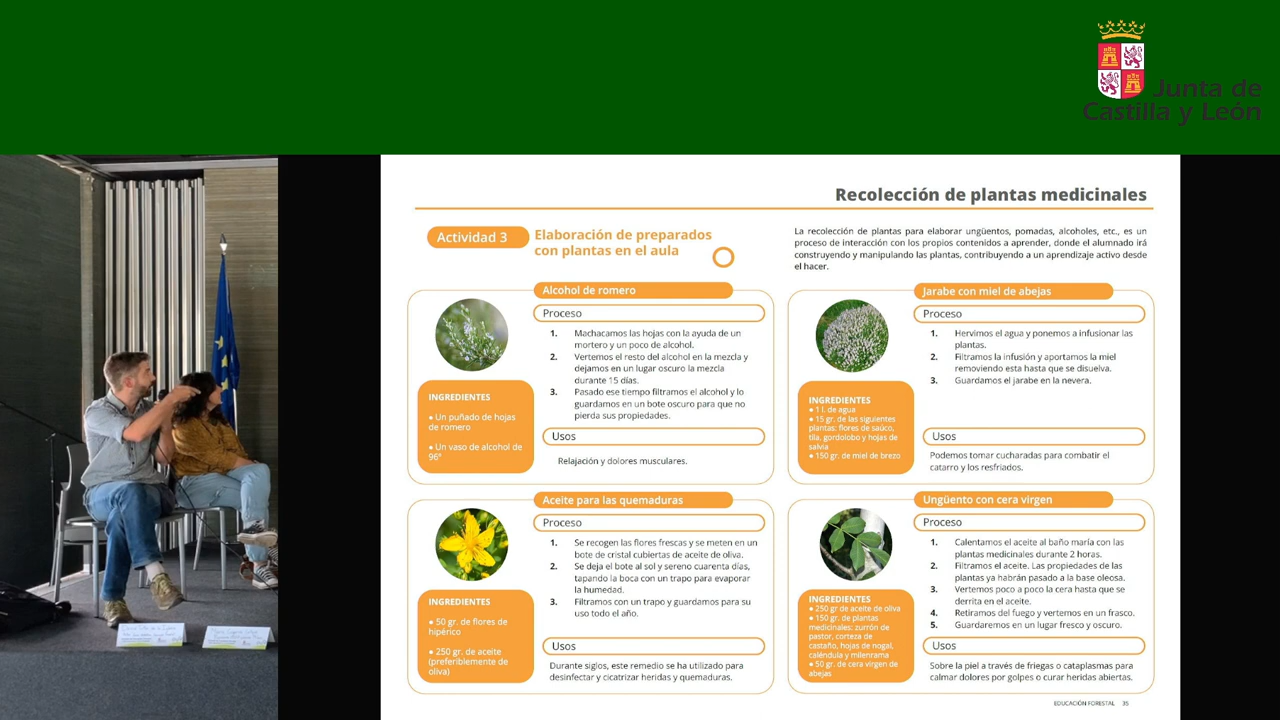 Junta de
Castilla y León
Recolección de plantas medicinales
Actividad 3
Elaboración de preparados
con plantas en el aula
La recolección de plantas para elaborar ungüentos, pomadas, alcoholes, etc., es un
proceso de interacción con los propios contenidos a aprender, donde el alumnado irá
construyendo y manipulando las plantas, contribuyendo a un aprendizaje activo desde
el hacer.
Alcohol de romero
Proceso
1. Machacamos las hojas con la ayuda de un
mortero y un poco de alcohol.
2. Vertemos el resto del alcohol en la mezcla y
dejamos en un lugar oscuro la mezcla
durante 15 días.
3. Pasado ese tiempo filtramos el alcohol y lo
guardamos en un bote oscuro para que no
pierda sus propiedades.
INGREDIENTES
● Un puñado de hojas
de romero
● Un vaso de alcohol de
96º
Usos
Relajación y dolores musculares.
Jarabe con miel de abejas
Proceso
1. Hervimos el agua y ponemos a infusionar las
plantas.
2. Filtramos la infusión y aportamos la miel
removiendo esta hasta que se disuelva.
3. Guardamos el jarabe en la nevera.
INGREDIENTES
● 1 l. de agua
● 15 gr. de las siguientes
plantas: flores de saúco,
tila, gordolobo y hojas de
salvia
● 150 gr. de miel de brezo
Usos
Podemos tomar cucharadas para combatir el
catarro y los resfriados.
Aceite para las quemaduras
Proceso
1. Se recogen las flores frescas y se meten en un
bote de cristal cubiertas de aceite de oliva.
2. Se deja el bote al sol y sereno cuarenta días,
tapando la boca con un trapo para evaporar
la humedad.
3. Filtramos con un trapo y guardamos para su
uso todo el año.
INGREDIENTES
● 50 gr. de flores de
hipérico
● 250 gr. de aceite
(preferiblemente de
oliva)
Usos
Durante siglos, este remedio se ha utilizado para
desinfectar y cicatrizar heridas y quemaduras.
Ungüento con cera virgen
Proceso
1. Calentamos el aceite al baño maría con las
plantas medicinales durante 2 horas.
2. Filtramos el aceite. Las propiedades de las
plantas ya habrán pasado a la base oleosa.
3. Vertemos poco a poco la cera hasta que se
derrita en el aceite.
4. Retiramos del fuego y vertemos en un frasco.
5. Guardaremos en un lugar fresco y oscuro.
INGREDIENTES
● 250 gr de aceite de oliva
● 150 gr. de plantas
medicinales: zurrón de
pastor, corteza de
castaño, hojas de nogal,
caléndula y milenrama
● 50 gr. de cera virgen de
abejas
Usos
Sobre la piel a través de friegas o cataplasmas para
calmar dolores por golpes o curar heridas abiertas.
EDUCACIÓN FORESTAL 35